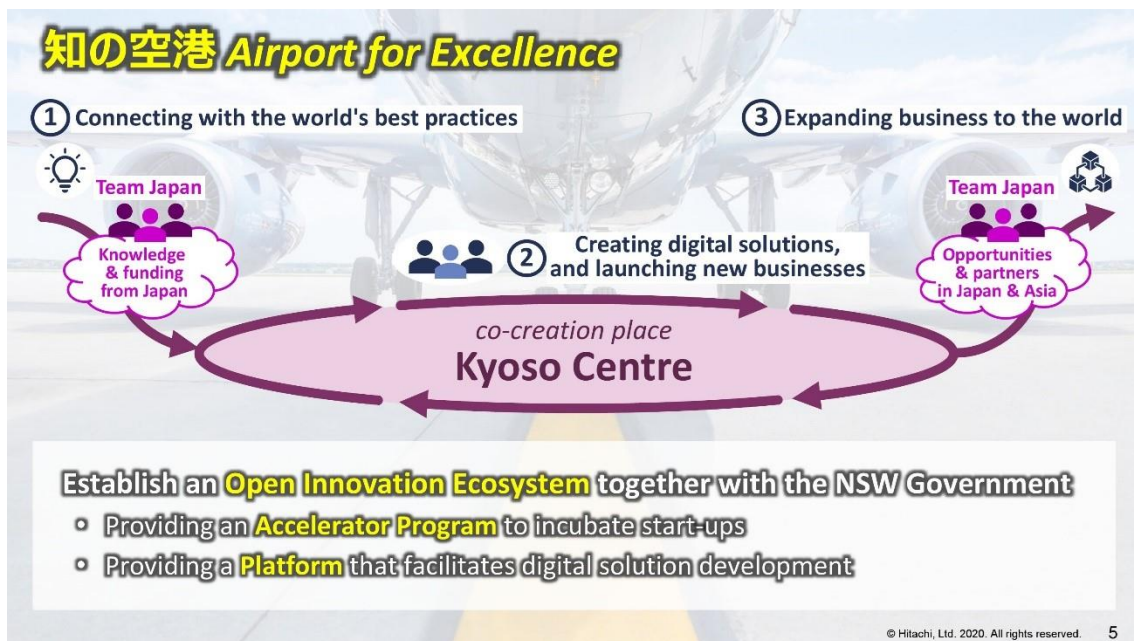 知の空港 Airport for Excellence
1 Connecting with the world's best practices
3 Expanding business to the world
Team Japan
Knowledge
& funding
from Japan
2 Creating digital solutions,
and launching new businesses
Team Japan
Opportunities
& partners
in Japan & Asia
co-creation place
Kyoso Centre
Establish an Open Innovation Ecosystem together with the NSW Government
• Providing an Accelerator Program to incubate start-ups
• Providing a Platform that facilitates digital solution development
© Hitachi, Ltd. 2020. All rights reserved. 5